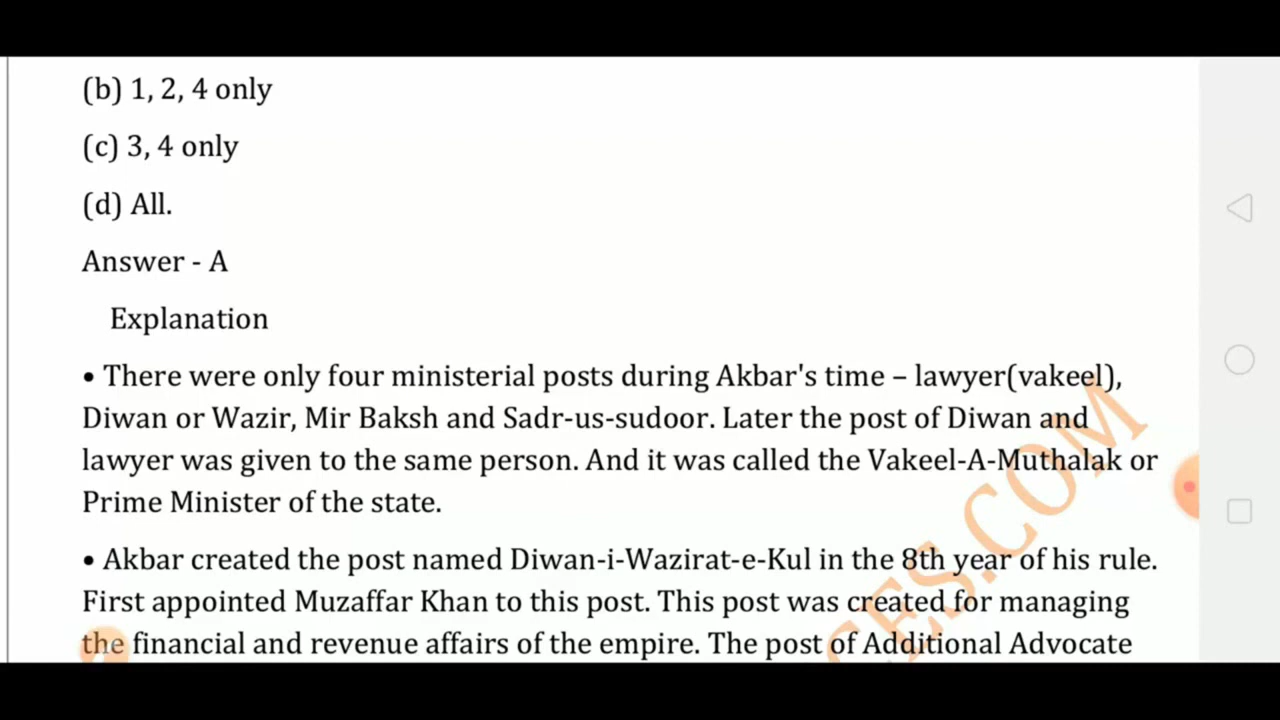 (b) 1, 2, 4 only
(c) 3, 4 only
(d) All.
Answer - A
Explanation
• There were only four ministerial posts during Akbar's time – lawyer(vakeel),
Diwan or Wazir, Mir Baksh and Sadr-us-sudoor. Later the post of Diwan and
lawyer was given to the same person. And it was called the Vakeel-A-Muthalak or
Prime Minister of the state.
• Akbar created the post named Diwan-i-Wazirat-e-Kul in the 8th year of his rule.
First appointed Muzaffar Khan to this post. This post was created for managing
the financial and revenue affairs of the empire. The post of Additional Advocate
CES.COM